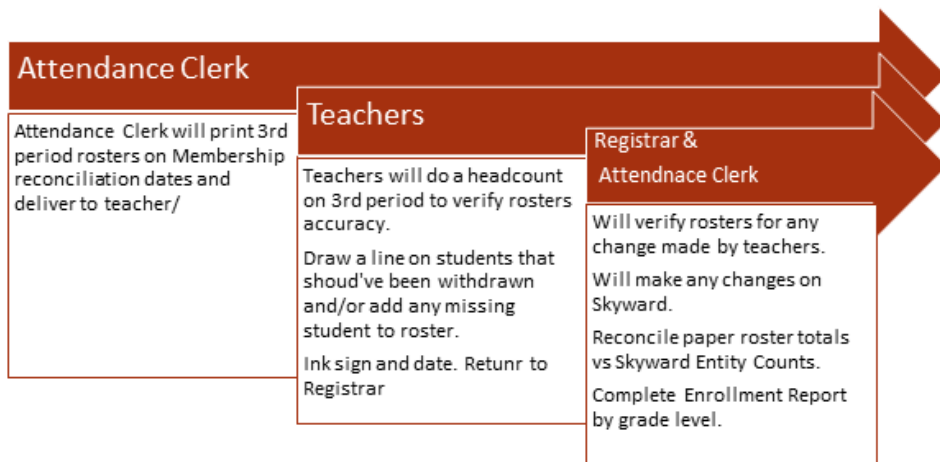 Attendance Clerk
Attendance Clerk will print 3rd
period rosters on Membership
reconciliation dates and
deliver to teacher/
Teachers
Teachers will do a headcount
on 3rd period to verify rosters
accuracy.
Draw a line on students that
shoud've been withdrawn
and/or add any missing
student to roster.
Ink sign and date. Retunr to
Registrar
Registrar &
Attendnace Clerk
Will verify rosters for any
change made by teachers.
Will make any changes on
Skyward.
Reconcile paper roster totals
vs Skyward Entity Counts.
Complete Enrollment Report
by grade level.